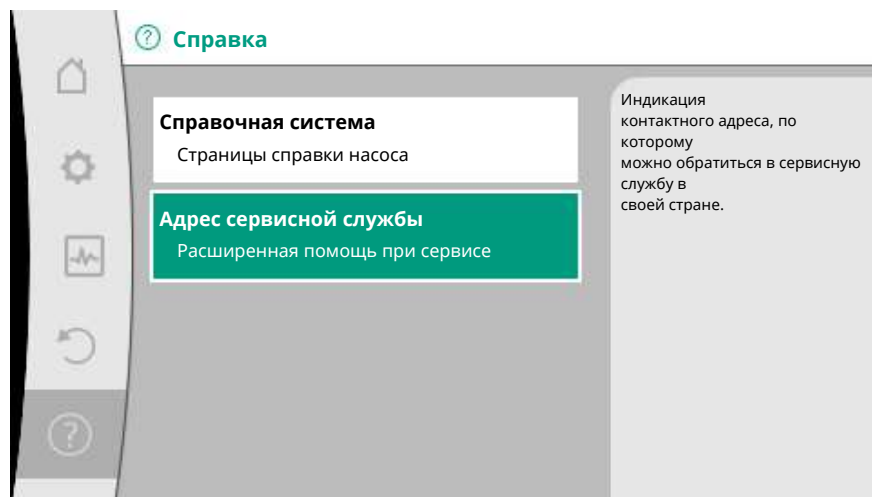 Справка
Справочная система
Страницы справки насоса
Адрес сервисной службы
Расширенная помощь при сервисе
Индикация
контактного адреса, по
которому
можно обратиться в сервисную
службу в
своей стране.